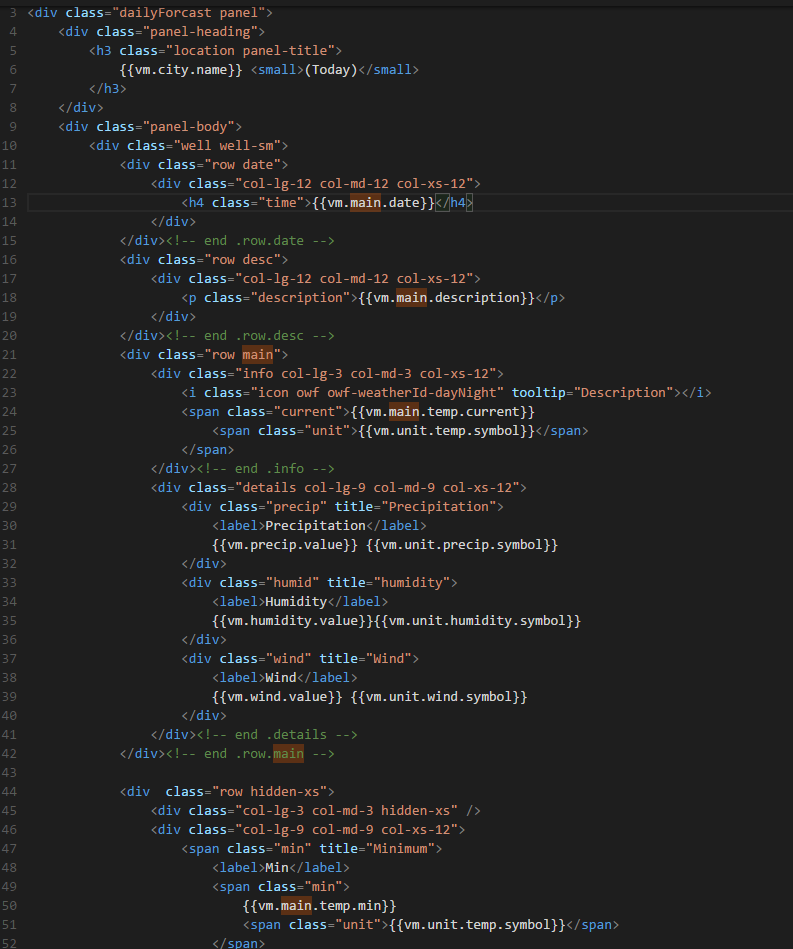 3 <div class="dailyForcast panel">
4     <div class="panel-heading">
5         <h3 class="location panel-title">
6             {{vm.city.name}} <small>(Today)</small>
7         </h3>
8     </div>
9     <div class="panel-body">
10         <div class="well well-sm">
11             <div class="row date">
12                 <div class="col-lg-12 col-md-12 col-xs-12">
13                     <h4 class="time">{{vm.main.date}}</h4>
14                 </div>
15             </div><!-- end .row.date -->
16             <div class="row desc">
17                 <div class="col-lg-12 col-md-12 col-xs-12">
18                     <p class="description">{{vm.main.description}}</p>
19                 </div>
20             </div><!-- end .row.desc -->
21             <div class="row main">
22                 <div class="info col-lg-3 col-md-3 col-xs-12">
23                     <i class="icon owf owf-weatherId-dayNight" tooltip="Description"></i>
24                     <span class="current">{{vm.main.temp.current}}
25                         <span class="unit">{{vm.unit.temp.symbol}}</span>
26                     </span>
27                 </div><!-- end .info -->
28                 <div class="details col-lg-9 col-md-9 col-xs-12">
29                     <div class="precip" title="Precipitation">
30                         <label>Precipitation</label>
31                         {{vm.precip.value}} {{vm.unit.precip.symbol}}
32                     </div>
33                     <div class="humid" title="humidity">
34                         <label>Humidity</label>
35                         {{vm.humidity.value}}{{vm.unit.humidity.symbol}}
36                     </div>
37                     <div class="wind" title="Wind">
38                         <label>Wind</label>
39                         {{vm.wind.value}} {{vm.unit.wind.symbol}}
40                     </div>
41                 </div><!-- end .details -->
42             </div><!-- end .row.main -->
43
44             <div  class="row hidden-xs">
45                 <div class="col-lg-3 col-md-3 hidden-xs" />
46                 <div class="col-lg-9 col-md-9 col-xs-12">
47                     <span class="min" title="Minimum">
48                         <label>Min</label>
49                         <span class="min">
50                             {{vm.main.temp.min}}
51                             <span class="unit">{{vm.unit.temp.symbol}}</span>
52                         </span>